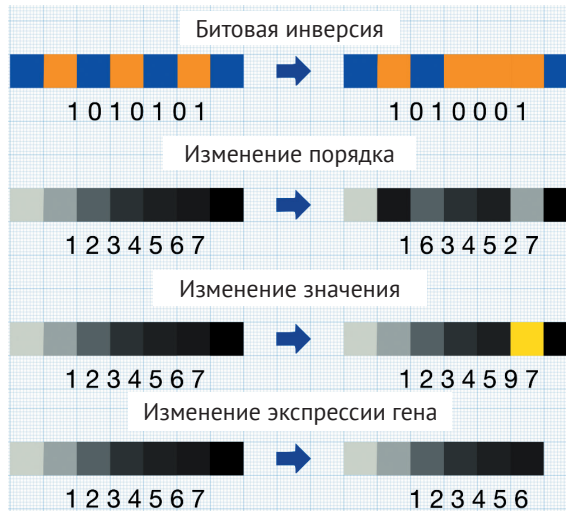 Битовая инверсия
1 0 1 0 1 0 1 1 0 1 0 0 0 1
Изменение порядка
1 2 3 4 5 6 7 1 6 3 4 5 2 7
Изменение значения
1 2 3 4 5 6 7 1 2 3 4 5 9 7
Изменение экспрессии гена
1 2 3 4 5 6 7 1 2 3 4 5 6